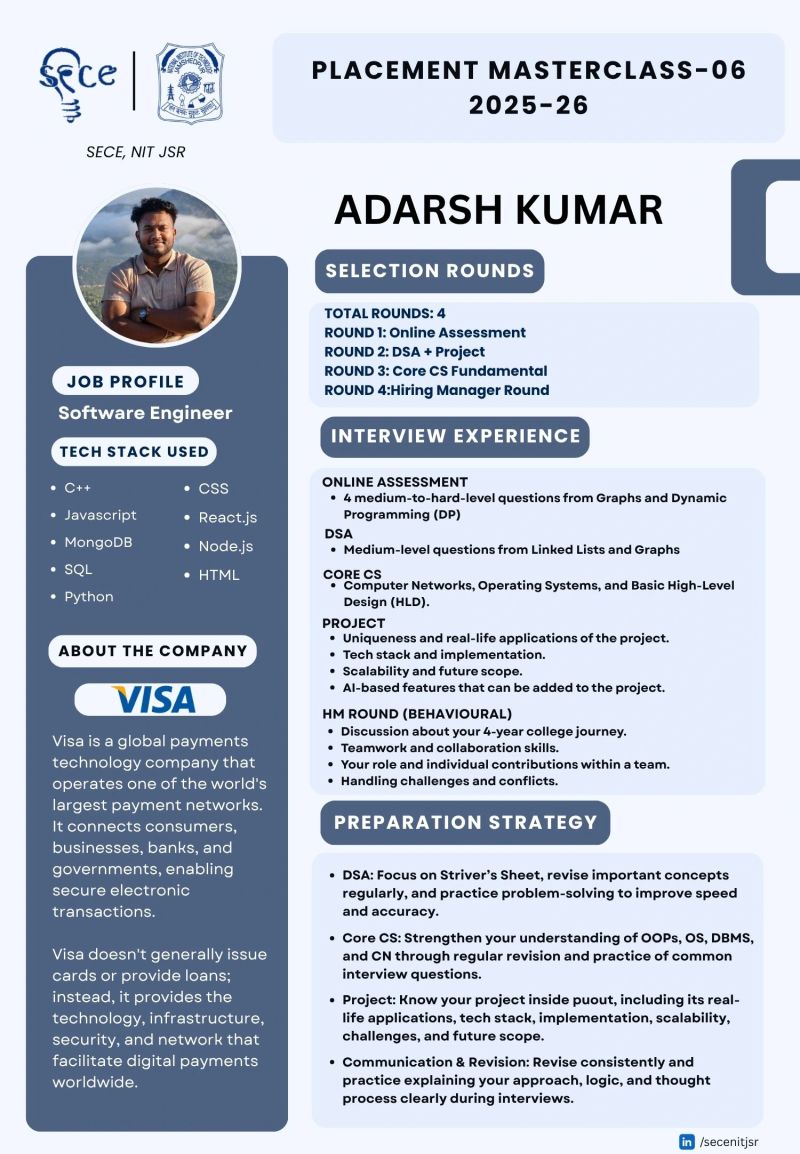 sece
NATIONAL INSTITUTE OF TECHNOLOGY
JAMSHEDPUR
SECE, NIT JSR
PLACEMENT MASTERCLASS-06
2025-26
ADARSH KUMAR
JOB PROFILE
Software Engineer
TECH STACK USED
• C++
• Javascript
• MongoDB
• SQL
• Python
• CSS
• React.js
• Node.js
• HTML
ABOUT THE COMPANY
VISA
Visa is a global payments
technology company that
operates one of the world's
largest payment networks.
It connects consumers,
businesses, banks, and
governments, enabling
secure electronic
transactions.
Visa doesn't generally issue
cards or provide loans;
instead, it provides the
technology, infrastructure,
security, and network that
facilitate digital payments
worldwide.
SELECTION ROUNDS
TOTAL ROUNDS: 4
ROUND 1: Online Assessment
ROUND 2: DSA + Project
ROUND 3: Core CS Fundamental
ROUND 4:Hiring Manager Round
INTERVIEW EXPERIENCE
ONLINE ASSESSMENT
• 4 medium-to-hard-level questions from Graphs and Dynamic
Programming (DP)
DSA
• Medium-level questions from Linked Lists and Graphs
CORE CS
• Computer Networks, Operating Systems, and Basic High-Level
Design (HLD).
PROJECT
• Uniqueness and real-life applications of the project.
• Tech stack and implementation.
• Scalability and future scope.
• AI-based features that can be added to the project.
HM ROUND (BEHAVIOURAL)
• Discussion about your 4-year college journey.
• Teamwork and collaboration skills.
• Your role and individual contributions within a team.
• Handling challenges and conflicts.
PREPARATION STRATEGY
• DSA: Focus on Striver's Sheet, revise important concepts
regularly, and practice problem-solving to improve speed
and accuracy.
• Core CS: Strengthen your understanding of OOPs, OS, DBMS,
and CN through regular revision and practice of common
interview questions.
• Project: Know your project inside puout, including its real-
life applications, tech stack, implementation, scalability,
challenges, and future scope.
• Communication & Revision: Revise consistently and
practice explaining your approach, logic, and thought
process clearly during interviews.
in /secenitjsr